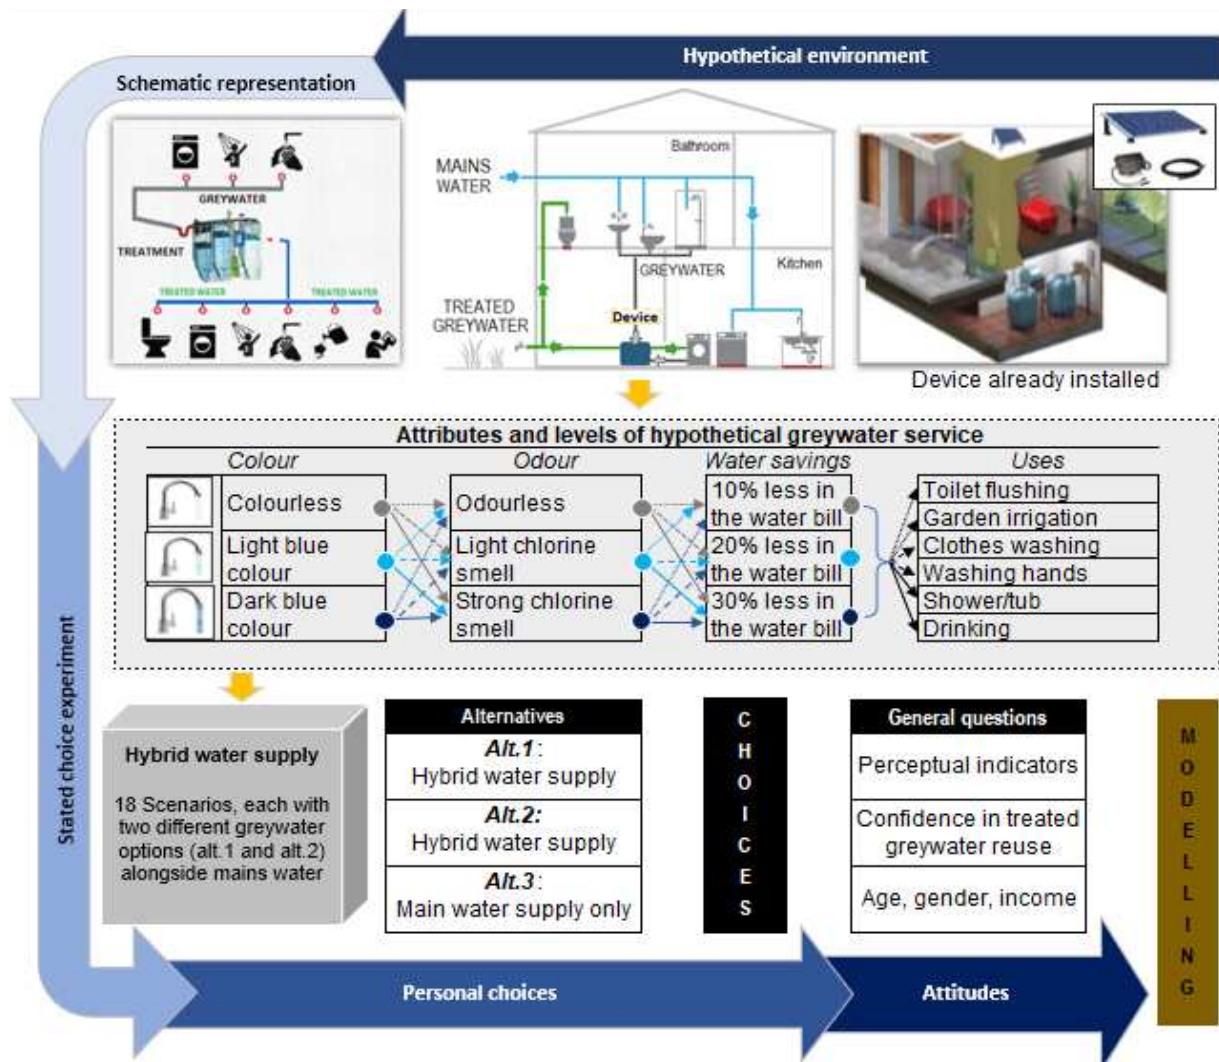 Hypothetical environment
Schematic representation
GREYWATER
TREATMENT
TREATED WATER
TREATED WATER
MAINS
WATER
Bathroom
GREYWATER
Kitchen
TREATED
GREYWATER
Device
Device already installed
Attributes and levels of hypothetical greywater service
Colour
Odour
Water savings
Uses
Colourless
Odourless
10% less in
the water bill
Toilet flushing
Garden irrigation
Light blue
colour
Light chlorine
smell
20% less in
the water bill
Clothes washing
Washing hands
Dark blue
colour
Strong chlorine
smell
30% less in
the water bill
Shower/tub
Drinking
Stated choice experiment
Hybrid water supply
18 Scenarios, each with
two different greywater
options (alt.1 and alt.2)
alongside mains water
Alternatives
Alt.1:
Hybrid water supply
Alt.2:
Hybrid water supply
Alt.3:
Main water supply only
CHOICES
General questions
Perceptual indicators
Confidence in treated
greywater reuse
Age, gender, income
MODELLING
Personal choices
Attitudes